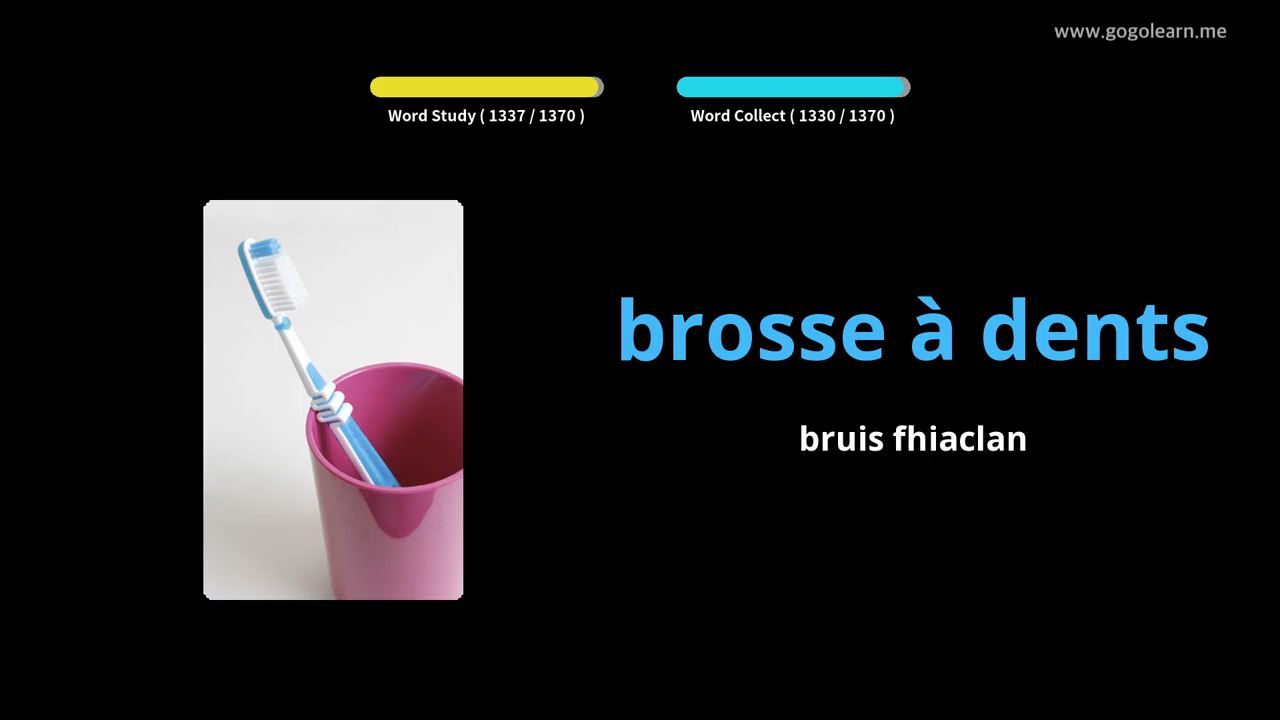 www.gogolearn.me
Word Study ( 1337 / 1370 )
Word Collect ( 1330 / 1370 )
brosse à dents
bruis fhiaclan